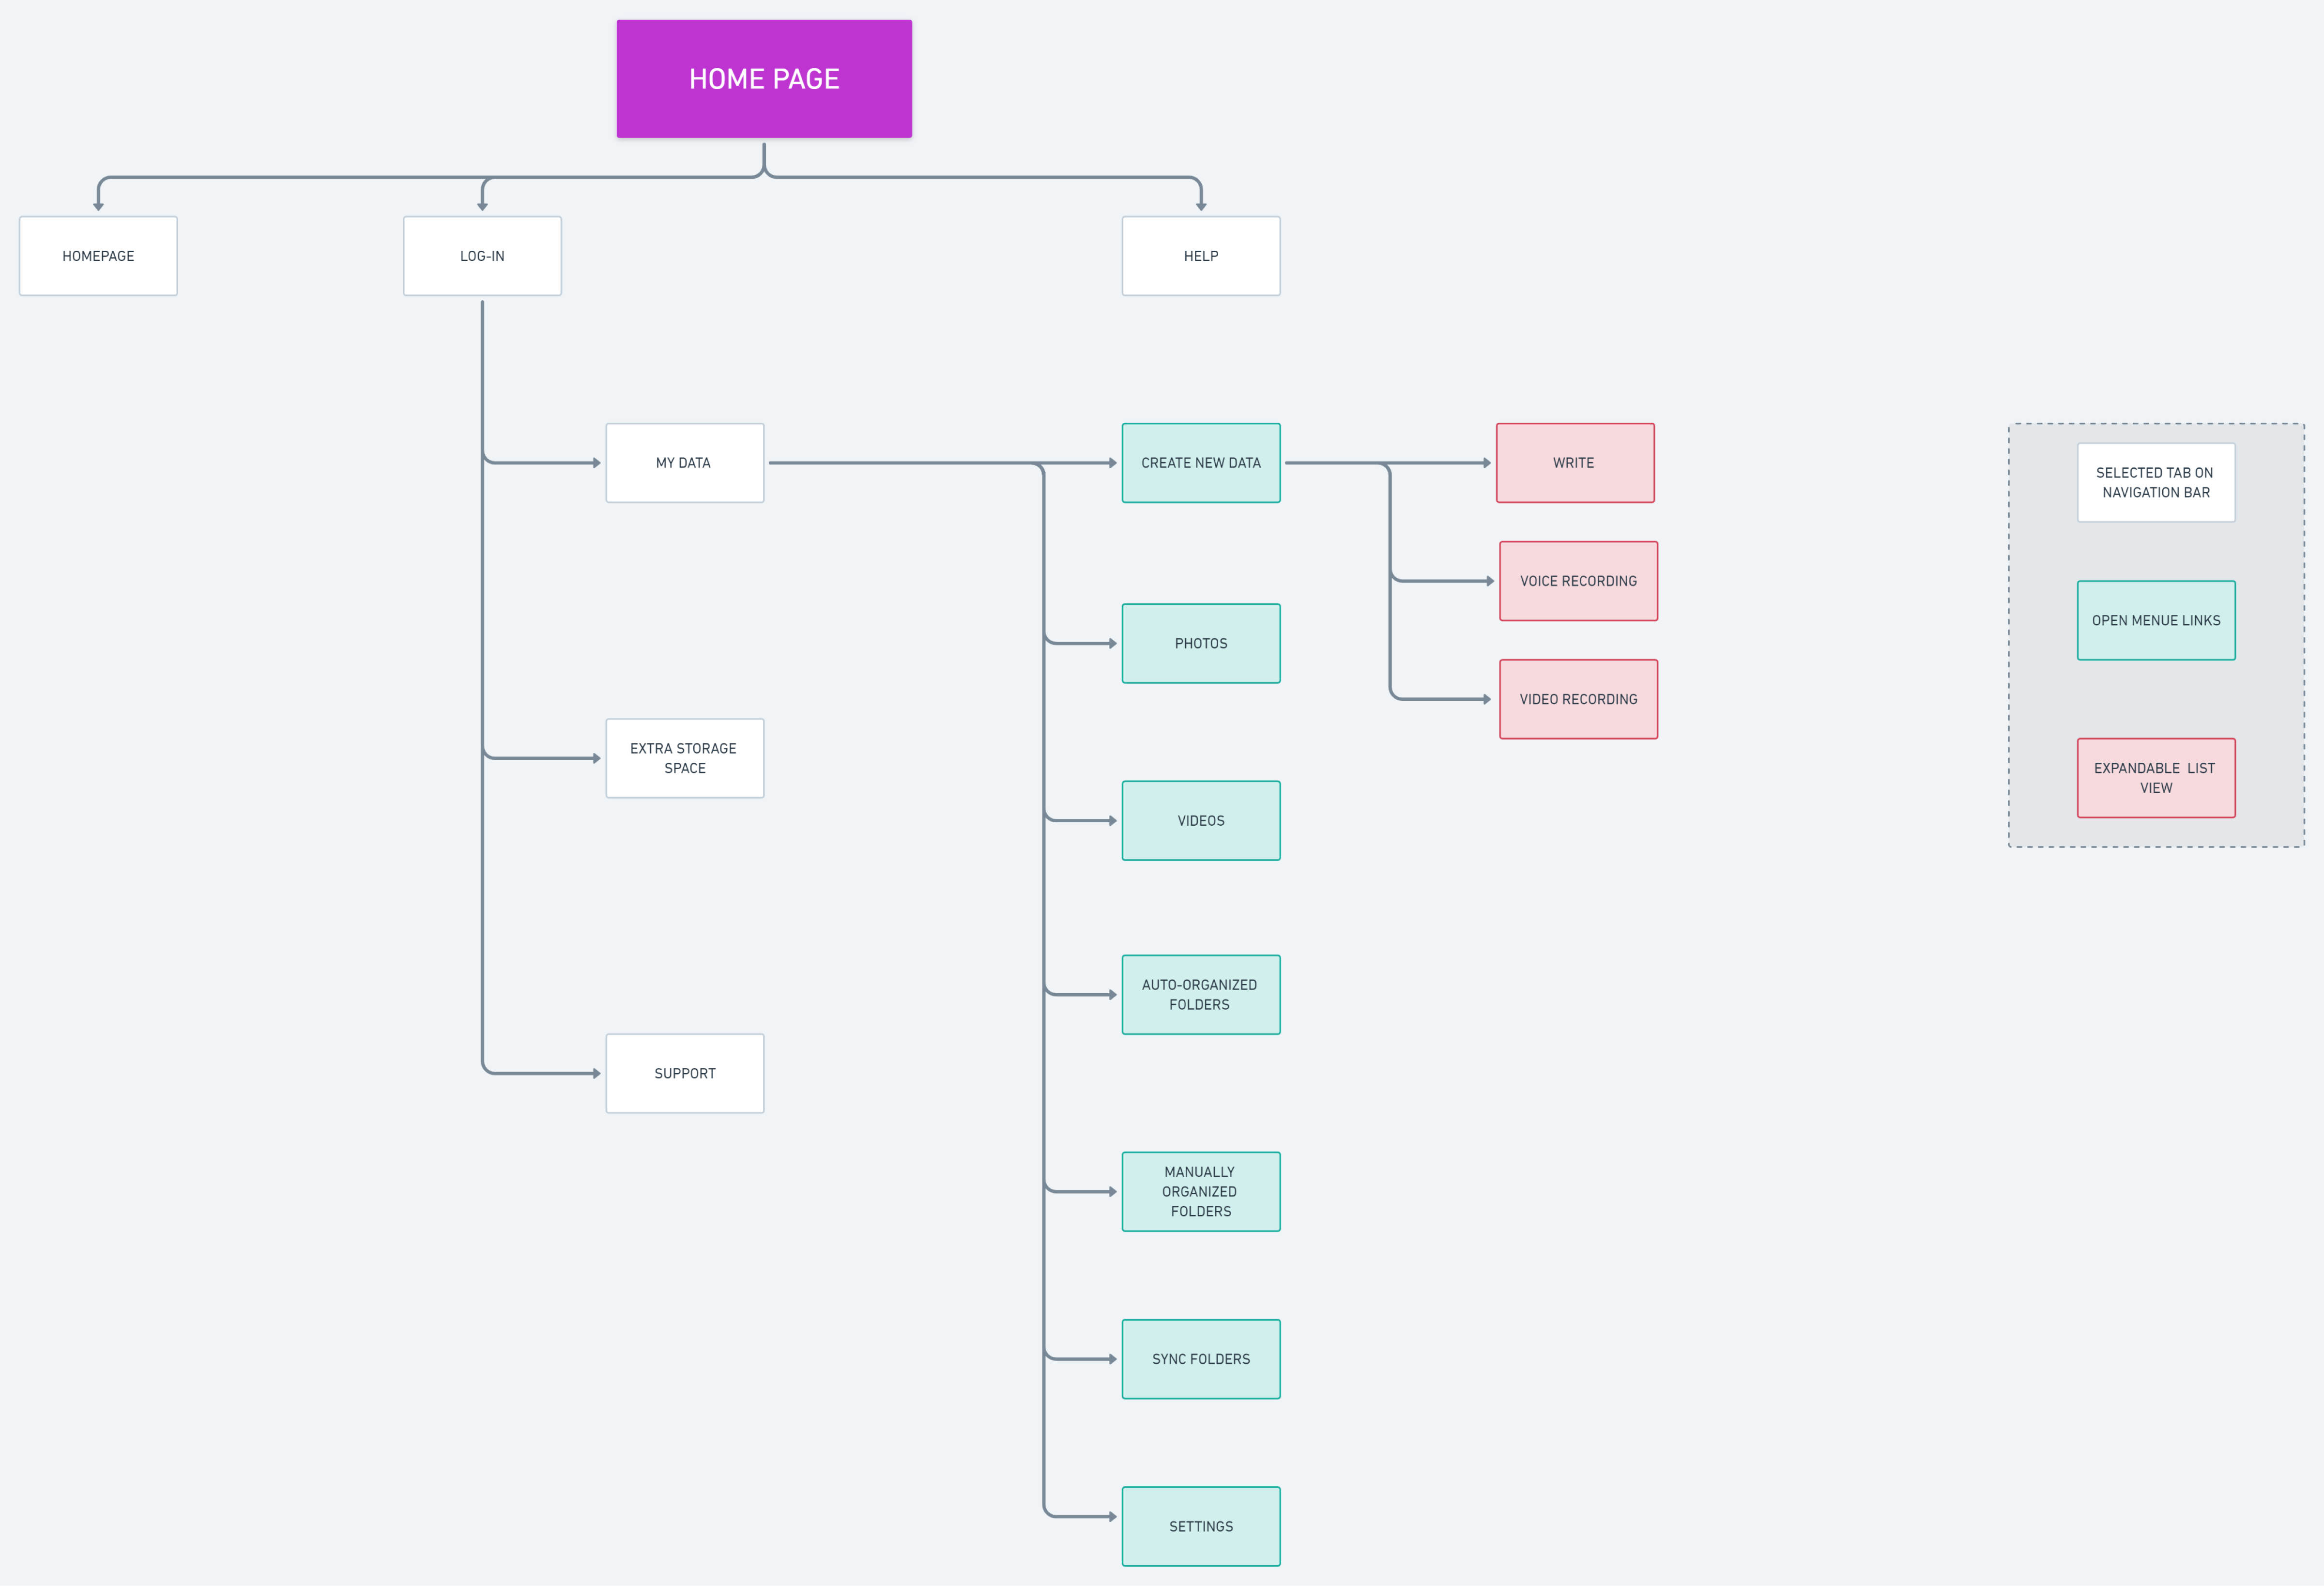 HOME PAGE
HOMEPAGE
LOG-IN
HELP
MY DATA
CREATE NEW DATA
WRITE
VOICE RECORDING
VIDEO RECORDING
PHOTOS
EXTRA STORAGE
SPACE
VIDEOS
AUTO-ORGANIZED
FOLDERS
SUPPORT
MANUALLY
ORGANIZED
FOLDERS
SYNC FOLDERS
SETTINGS
SELECTED TAB ON
NAVIGATION BAR
OPEN MENUE LINKS
EXPANDABLE LIST
VIEW